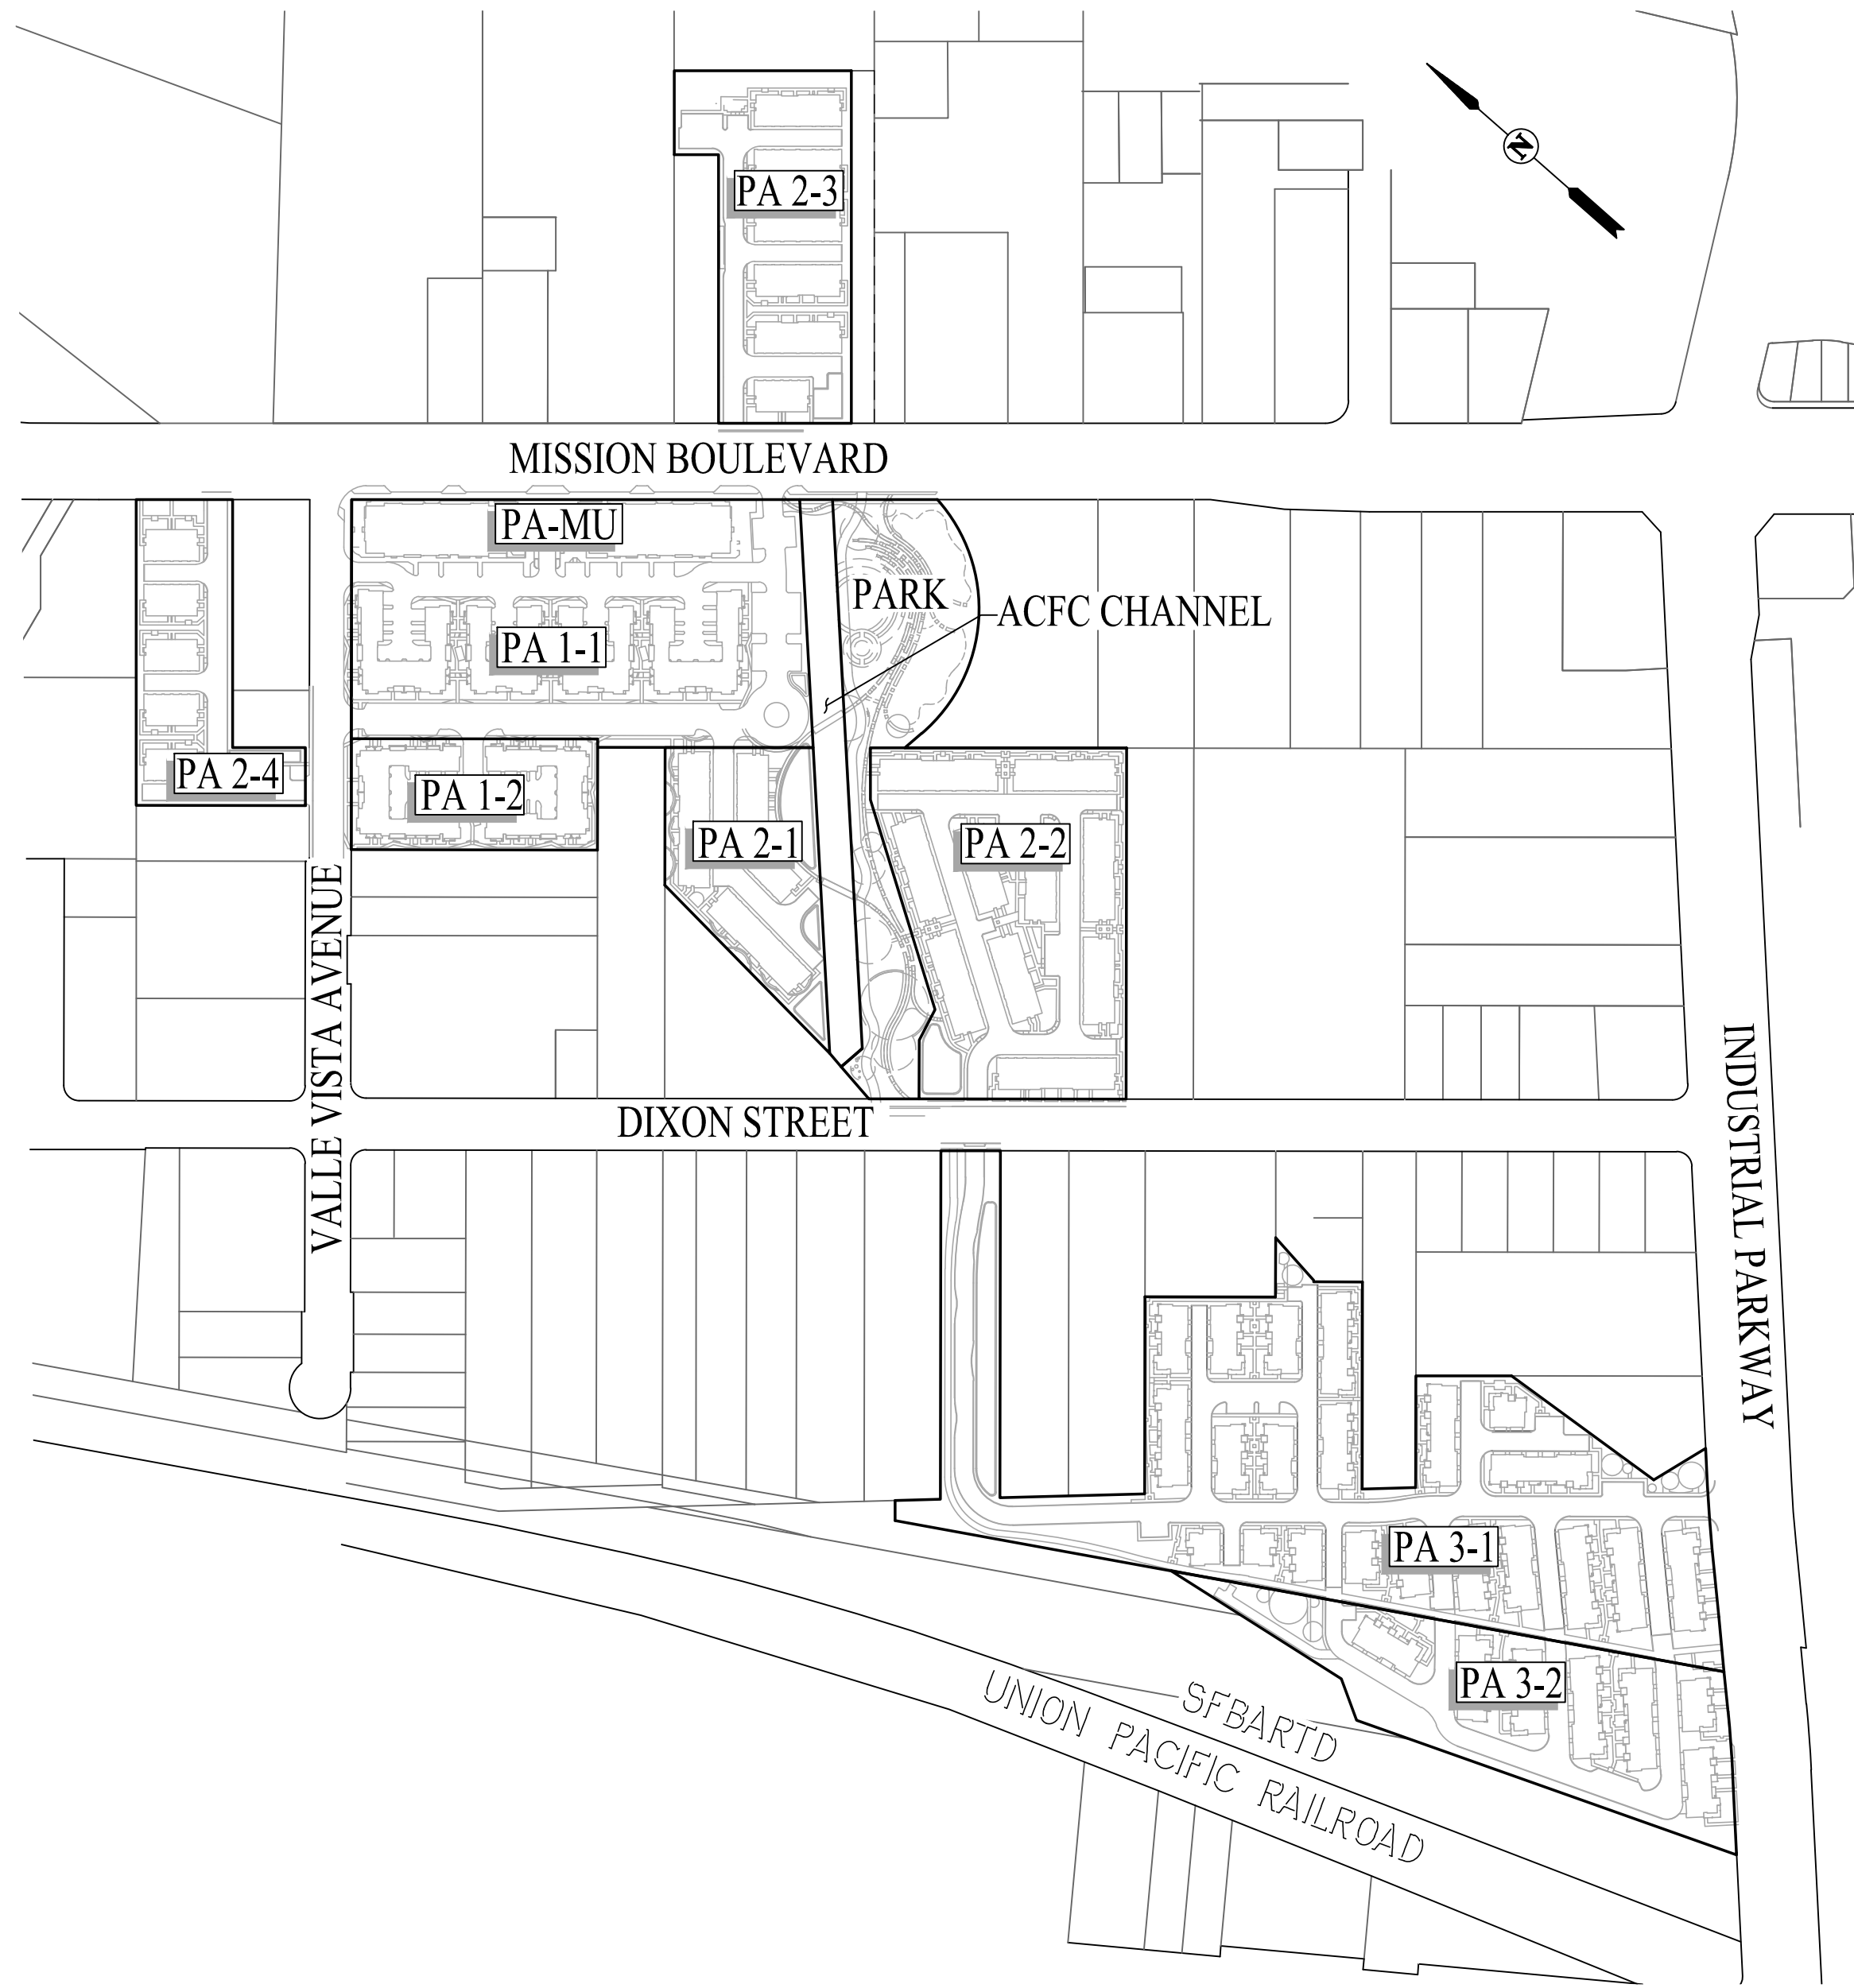 N
PA 2-3
MISSION BOULEVARD
PA-MU
PARK
ACFC CHANNEL
PA 1-1
PA 2-4
PA 1-2
PA 2-1
PA 2-2
VALLE VISTA AVENUE
DIXON STREET
INDUSTRIAL PARKWAY
PA 3-1
PA 3-2
SFBARTD
UNION PACIFIC RAILROAD